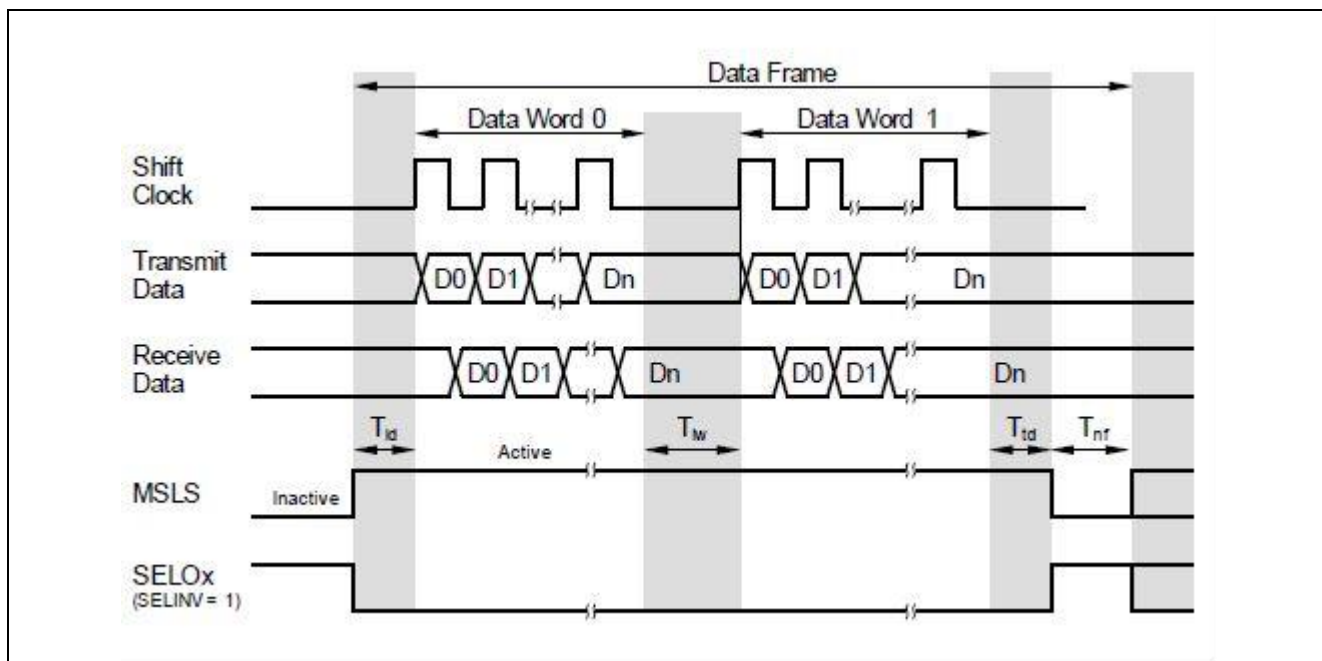 Data Frame
Data Word 0
Data Word 1
Shift
Clock
Transmit
Data
D0 D1 Dn D0 D1 Dn
Receive
Data
D0 D1 Dn D0 D1 Dn
Tld Tlw Ttd Tnf
Active
MSLS
Inactive
SELOx
(SELINV = 1)